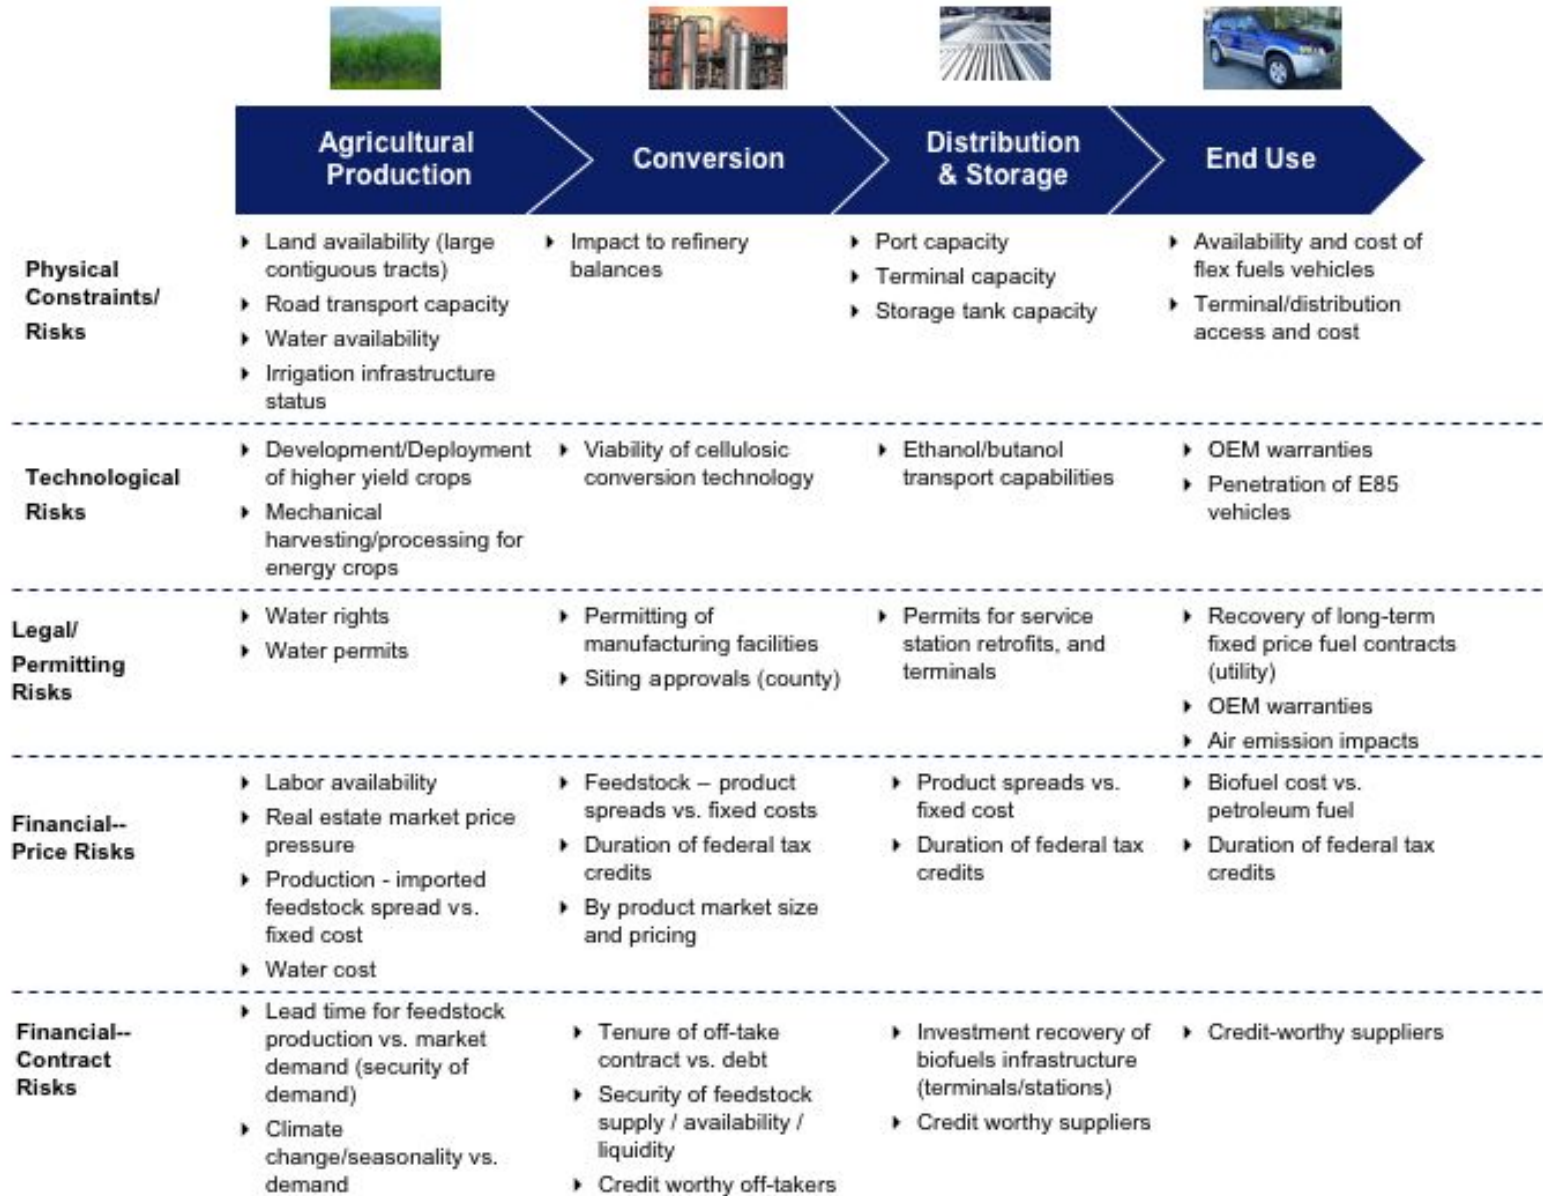 Agricultural
Production
Conversion
Distribution
& Storage
End Use
Physical
Constraints/
Risks
Land availability (large
contiguous tracts)
Road transport capacity
Water availability
Irrigation infrastructure
status
Impact to refinery
balances
Port capacity
Terminal capacity
Storage tank capacity
Availability and cost of
flex fuels vehicles
Terminal/distribution
access and cost
Technological
Risks
Development/Deployment
of higher yield crops
Mechanical
harvesting/processing for
energy crops
Viability of cellulosic
conversion technology
Ethanol/butanol
transport capabilities
OEM warranties
Penetration of E85
vehicles
Legal/
Permitting
Risks
Water rights
Water permits
Permitting of
manufacturing facilities
Siting approvals (county)
Permits for service
station retrofits, and
terminals
Recovery of long-term
fixed price fuel contracts
(utility)
OEM warranties
Air emission impacts
Financial--
Price Risks
Labor availability
Real estate market price
pressure
Production - imported
feedstock spread vs.
fixed cost
Water cost
Feedstock – product
spreads vs. fixed costs
Duration of federal tax
credits
By product market size
and pricing
Product spreads vs.
fixed cost
Duration of federal tax
credits
Biofuel cost vs.
petroleum fuel
Duration of federal tax
credits
Financial--
Contract
Risks
Lead time for feedstock
production vs. market
demand (security of
demand)
Climate
change/seasonality vs.
demand
Tenure of off-take
contract vs. debt
Security of feedstock
supply / availability /
liquidity
Credit worthy off-takers
Investment recovery of
biofuels infrastructure
(terminals/stations)
Credit worthy suppliers
Credit-worthy suppliers